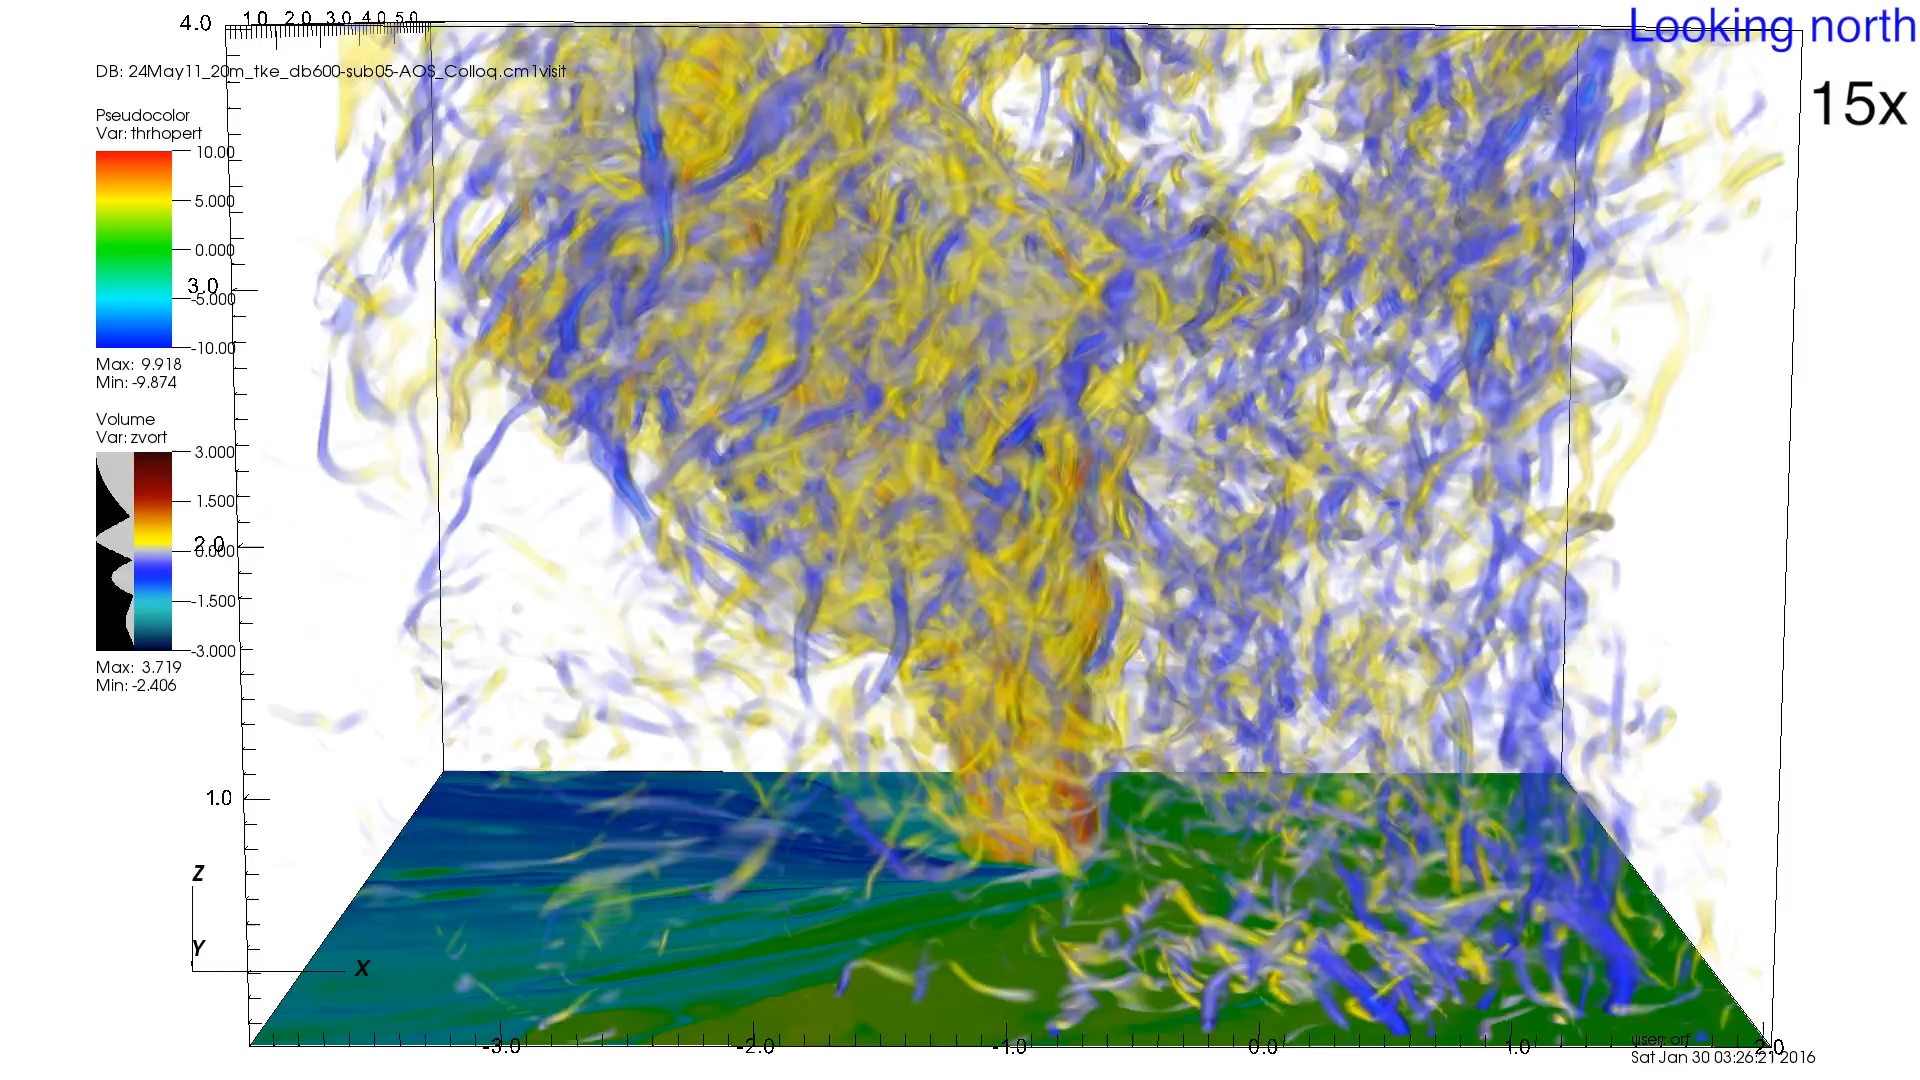 4.0 1.0 2.0 3.0 4.0 5.0
Looking north
DB: 24May11_20m_tke_db600-sub05-AOS_Colloq.cm1visit
15x
Pseudocolor
Var: thrhopert
10.00
5.000
0.000
3.0
-5.000
-10.00
Max: 9.918
Min: -9.874
Volume
Var: zvort
3.000
1.500
2.0
0.000
-1.500
-3.000
Max: 3.719
Min: -2.406
1.0
Z
Y
X
-3.0 -2.0 -1.0 0.0 1.0 2.0
user: orf
Sat Jan 30 03:26:21 2016